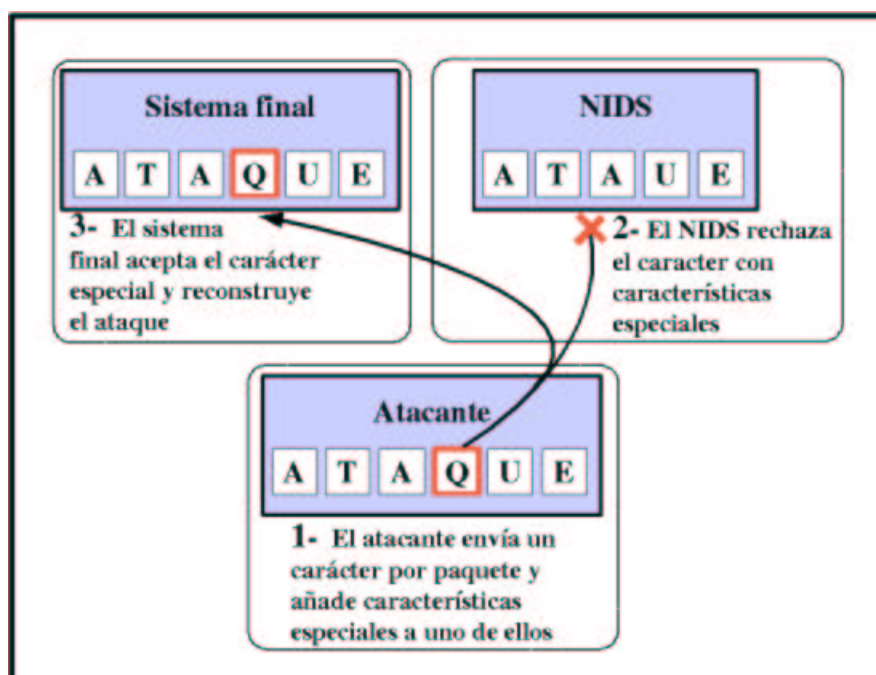 Sistema final
A T A Q U E
3- El sistema
final acepta el carácter
especial y reconstruye
el ataque
NIDS
A T A U E
2- El NIDS rechaza
el caracter con
características
especiales
Atacante
A T A Q U E
1- El atacante envía un
carácter por paquete y
añade características
especiales a uno de ellos